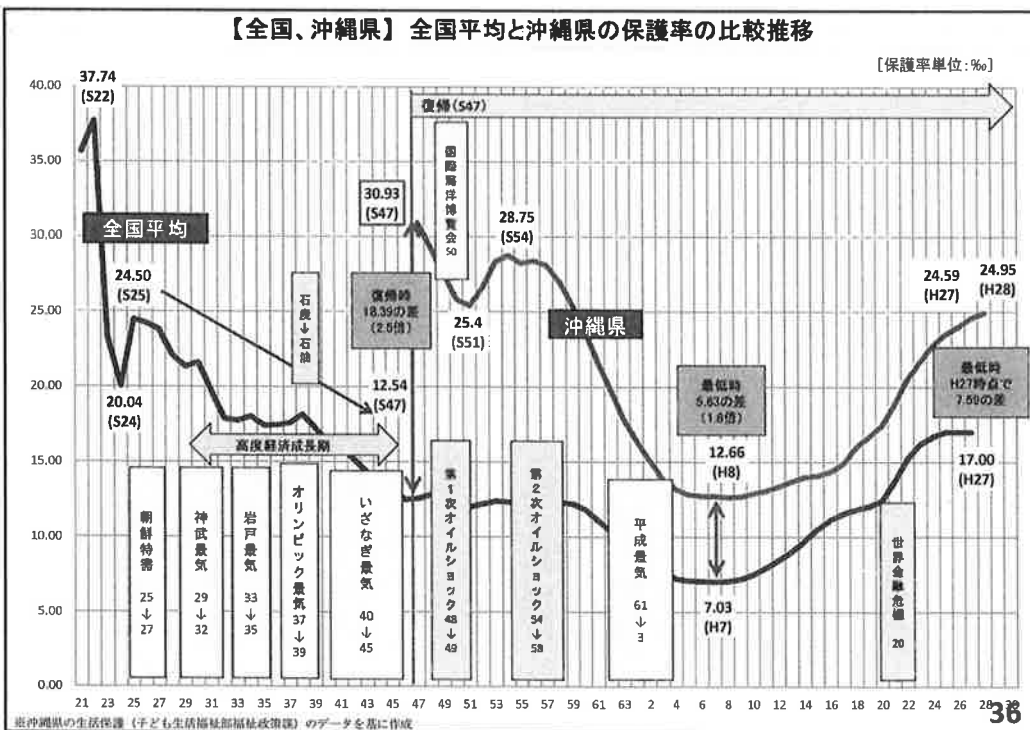 【全国、沖縄県】 全国平均と沖縄県の保護率の比較推移
[保護率単位:‰]
40.00
35.00
30.00
25.00
20.00
15.00
10.00
5.00
0.00
37.74
(S22)
全国平均
20.04
(S24)
24.50
(S25)
石炭→石油
高度経済成長期
復帰(S47)
30.93
(S47)
復帰時
18.39の差
(2.5倍)
12.54
(S47)
国際海洋博覧会 50
25.4
(S51)
28.75
(S54)
沖縄県
最低時
5.63の差
(1.8倍)
12.66
(H8)
7.03
(H7)
24.59
(H27)
24.95
(H28)
最低時
H27時点で
7.59の差
17.00
(H27)
朝鮮特需 25→27
神武景気 29→32
岩戸景気 33→35
オリンピック景気 37→39
いざなぎ景気 40→45
第1次オイルショック 48→49
第2次オイルショック 54→58
平成景気 61→3
世界金融危機 20
21 23 25 27 29 31 33 35 37 39 41 43 45 47 49 51 53 55 57 59 61 63 2 4 6 8 10 12 14 16 18 20 22 24 26 28 30
※沖縄県の生活保護(子ども生活福祉部福祉政策課)のデータを基に作成
36